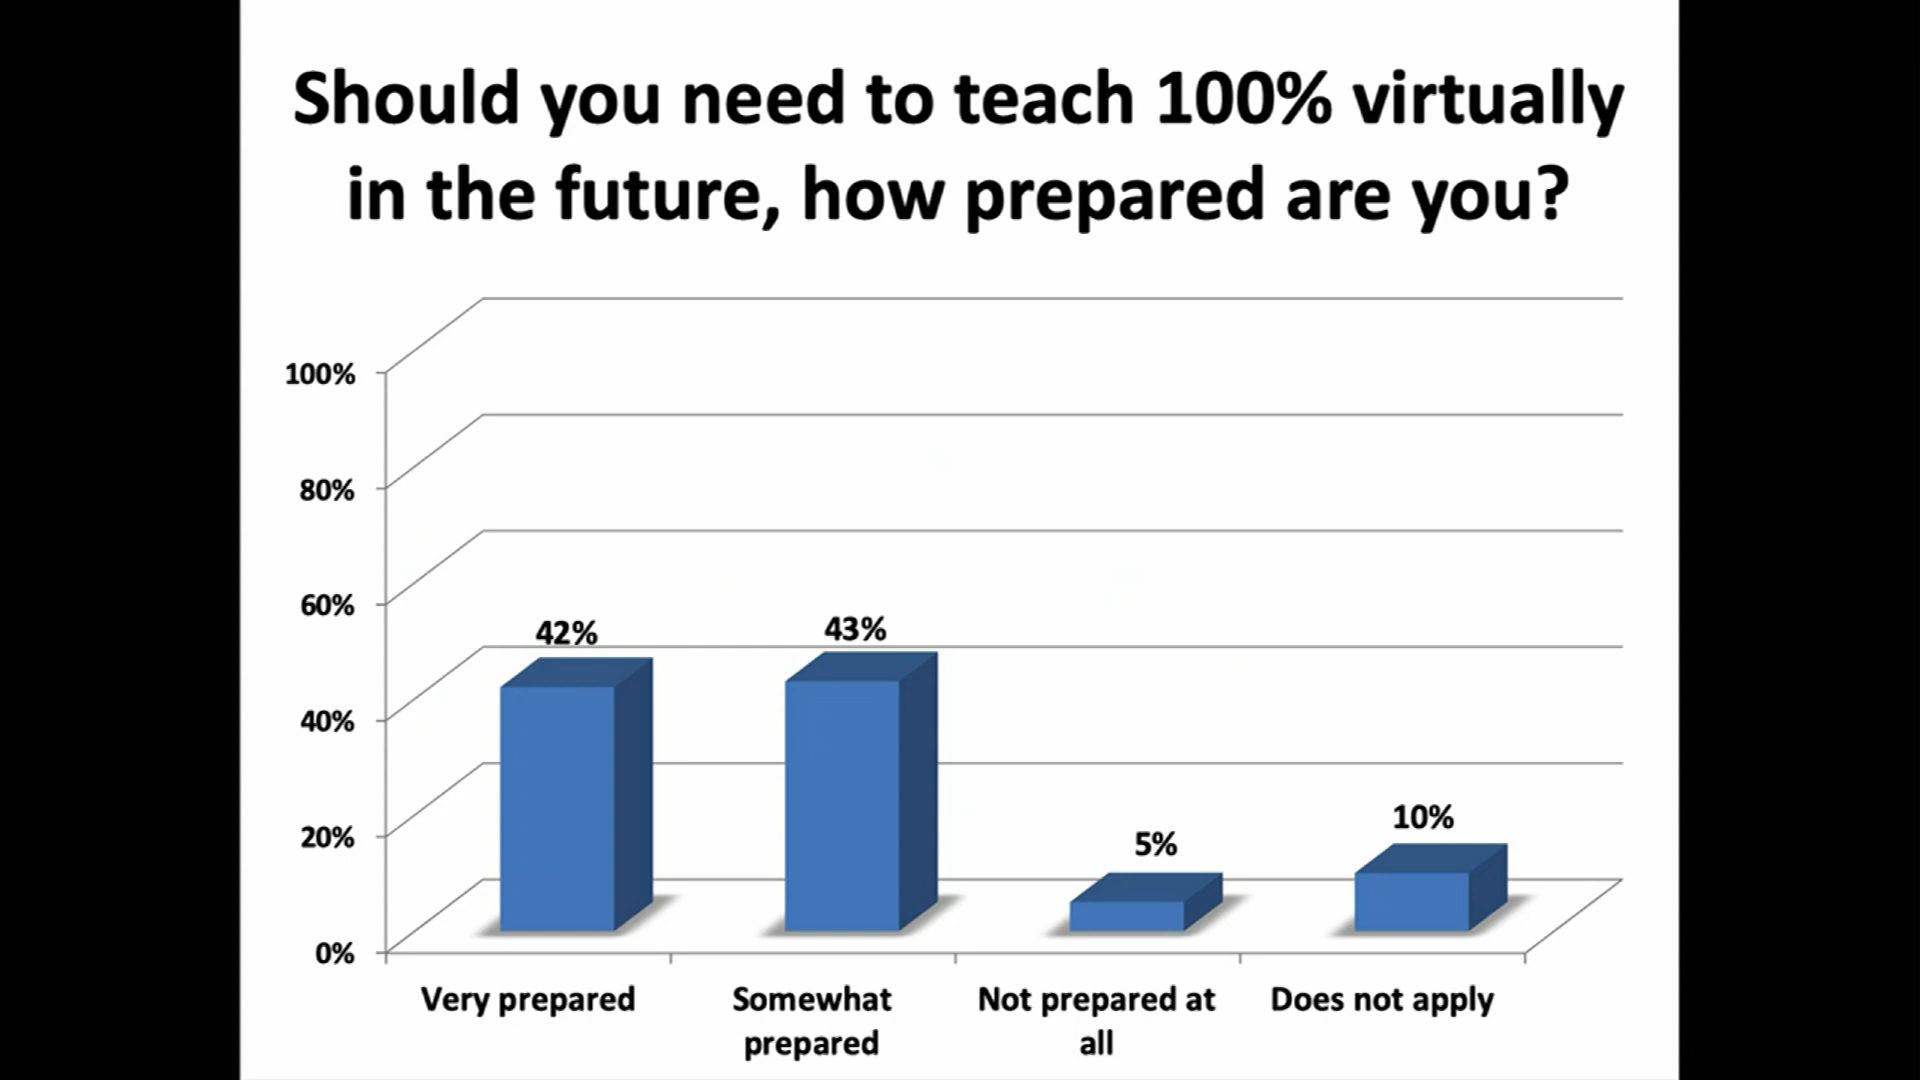 Should you need to teach 100% virtually
in the future, how prepared are you?
100%
80%
60%
40%
20%
0%
42%
43%
5%
10%
Very prepared
Somewhat
prepared
Not prepared at
all
Does not apply